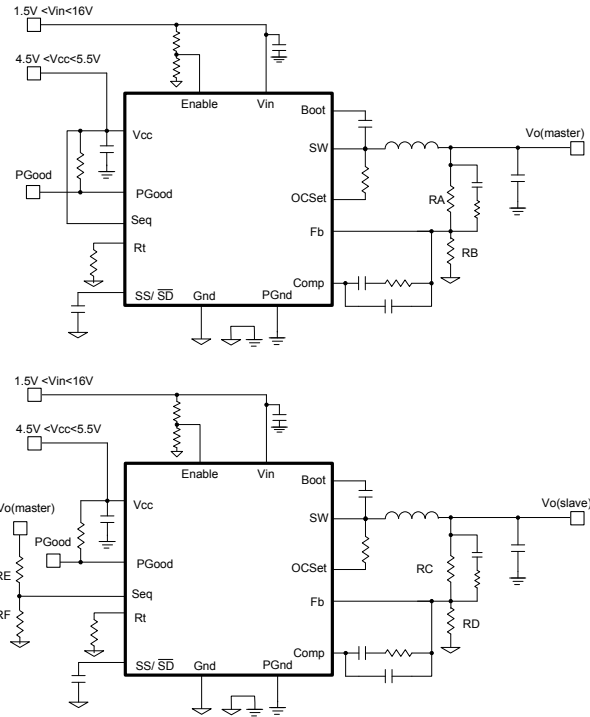 1.5V <Vin<16V
4.5V <Vcc<5.5V
Enable
Vin
Boot
Vcc
Vo(master)
SW
PGood
PGood
OCSet
RA
Seq
Fb
Rt
RB
Comp
SS/ SD
Gnd
PGnd
1.5V <Vin<16V
4.5V <Vcc<5.5V
Enable
Vin
Boot
Vo(master)
Vcc
Vo(slave)
SW
PGood
PGood
OCSet
RC
RE
Seq
Fb
RF
Rt
RD
Comp
SS/ SD
Gnd
PGnd